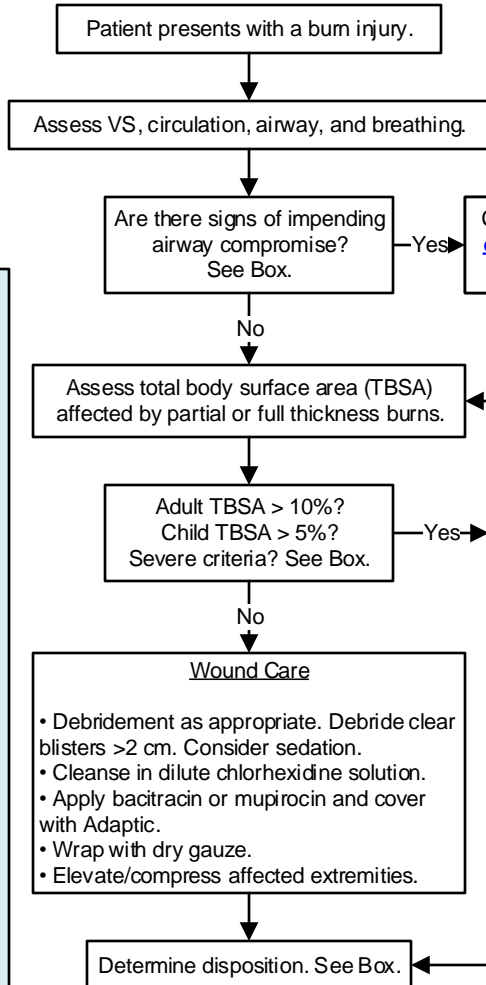 Patient presents with a burn injury.
Assess VS, circulation, airway, and breathing.
Are there signs of impending
airway compromise?
See Box.
Yes
No
Assess total body surface area (TBSA)
affected by partial or full thickness burns.
Adult TBSA > 10%?
Child TBSA > 5%?
Severe criteria? See Box.
Yes
No
Wound Care
• Debridement as appropriate. Debride clear
blisters >2 cm. Consider sedation.
• Cleanse in dilute chlorhexidine solution.
• Apply bacitracin or mupirocin and cover
with Adaptic.
• Wrap with dry gauze.
• Elevate/compress affected extremities.
Determine disposition. See Box.